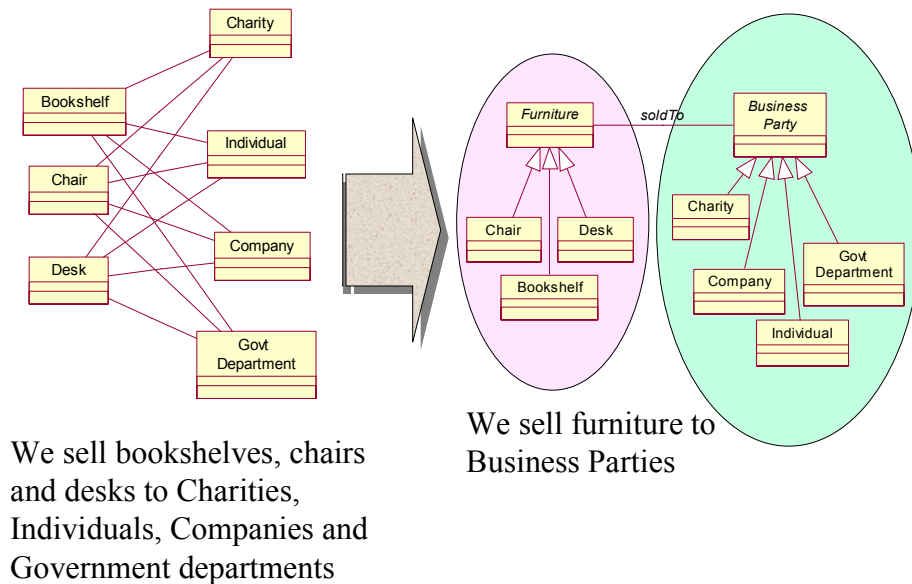 Charity
Bookshelf
Individual
Chair
Company
Desk
Govt
Department
We sell bookshelves, chairs
and desks to Charities,
Individuals, Companies and
Government departments
Furniture
soldTo
Business
Party
Charity
Chair
Desk
Company
Govt
Department
Bookshelf
Individual
We sell furniture to
Business Parties